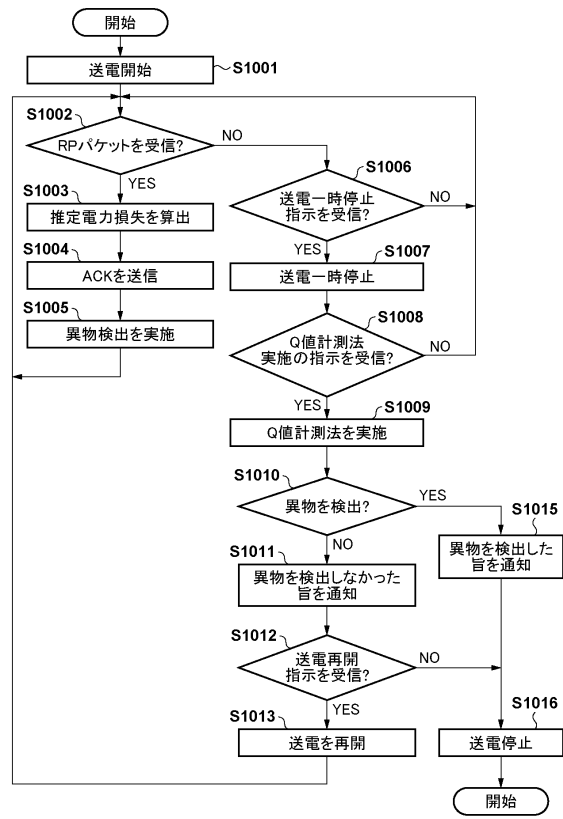 開始
送電開始
S1001
S1002
RPパケットを受信?
NO
YES
S1003
推定電力損失を算出
S1004
ACKを送信
S1005
異物検出を実施
S1006
送電一時停止
指示を受信?
NO
YES
S1007
送電一時停止
S1008
Q値計測法
実施の指示を受信?
NO
YES
S1009
Q値計測法を実施
S1010
異物を検出?
YES
NO
S1011
異物を検出しなかった
旨を通知
S1015
異物を検出した
旨を通知
S1012
送電再開
指示を受信?
NO
YES
S1013
送電を再開
S1016
送電停止
開始